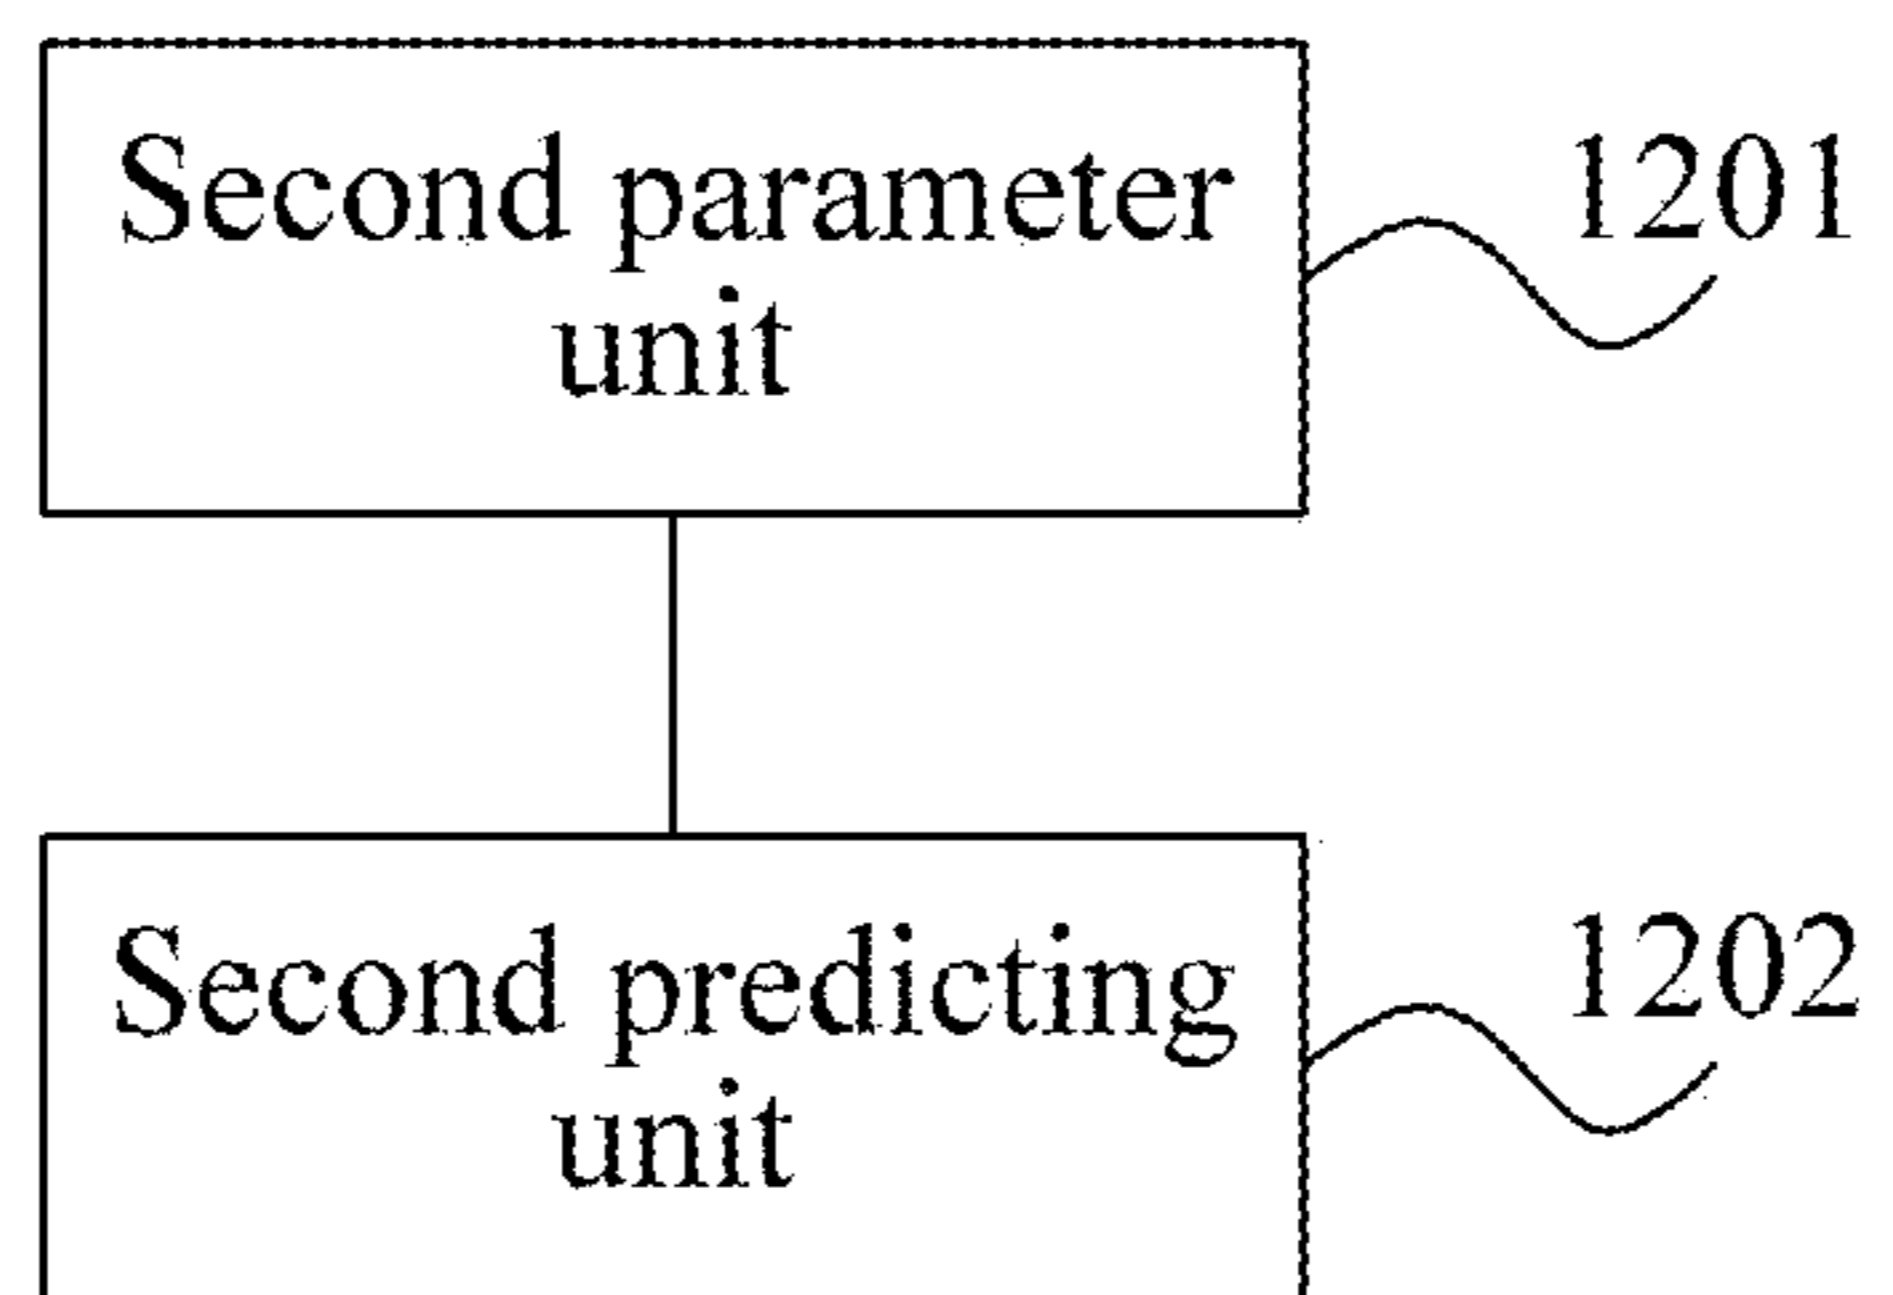 Second parameter
unit
1201
Second predicting
unit
1202